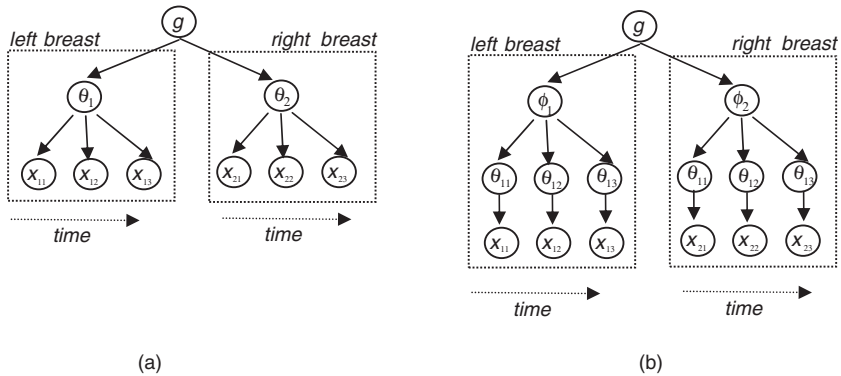 g
left breast
right breast
θ₁
θ₂
x₁₁
x₁₂
x₁₃
x₂₁
x₂₂
x₂₃
time
time
(a)
g
left breast
right breast
ϕ₁
ϕ₂
θ₁₁
θ₁₂
θ₁₃
θ₁₁
θ₁₂
θ₁₃
x₁₁
x₁₂
x₁₃
x₂₁
x₂₂
x₂₃
time
time
(b)